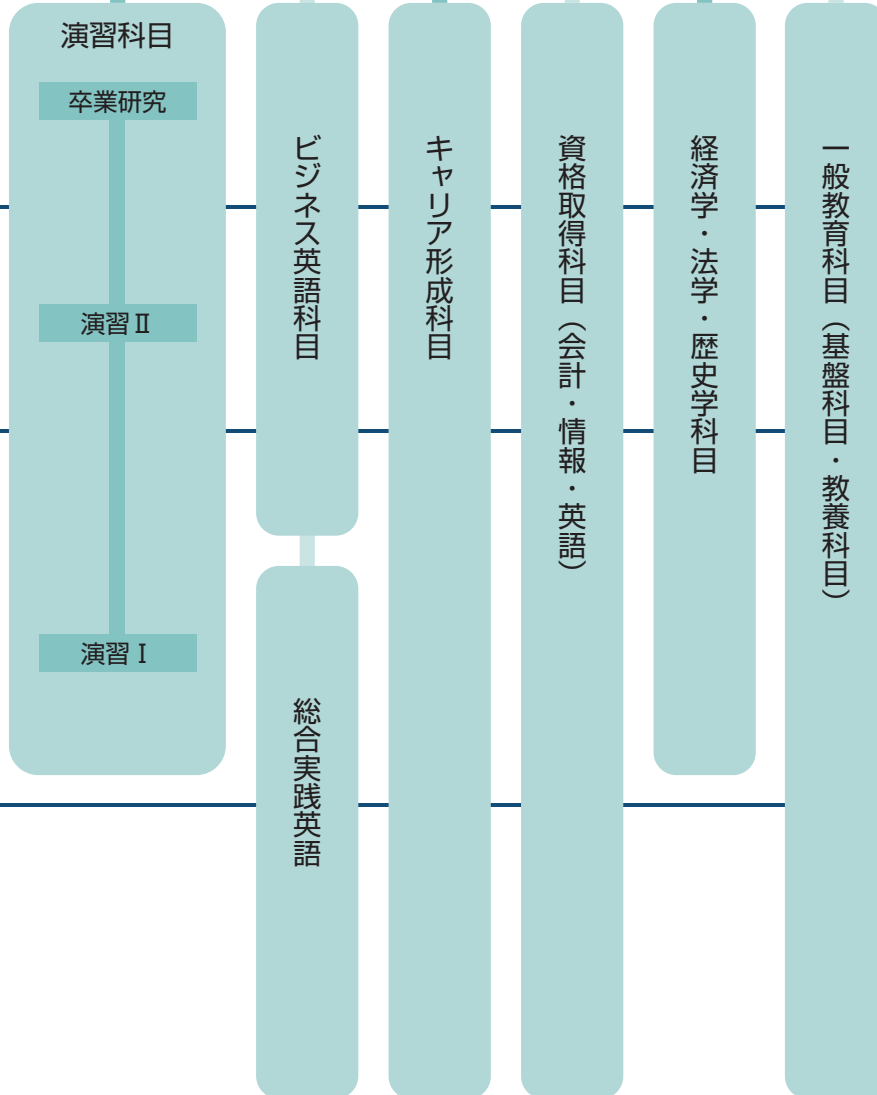 演習科目
卒業研究
演習Ⅱ
演習Ⅰ
ビジネス英語科目
総合実践英語
キャリア形成科目
資格取得科目（会計・情報・英語）
経済学・法学・歴史学科目
一般教育科目（基盤科目・教養科目）